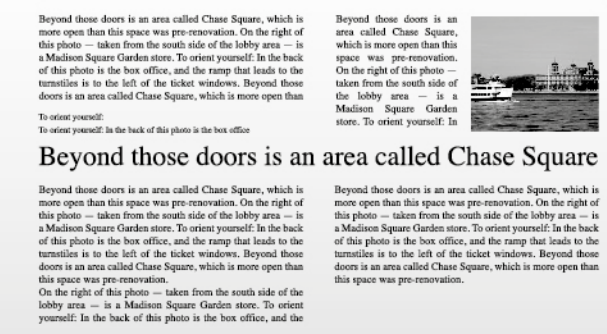 Beyond those doors is an area called Chase Square, which is
more open than this space was pre-renovation. On the right of
this photo — taken from the south side of the lobby area — is
a Madison Square Garden store. To orient yourself: In the back
of this photo is the box office, and the ramp that leads to the
turnstiles is to the left of the ticket windows. Beyond those
doors is an area called Chase Square, which is more open than
To orient yourself:
To orient yourself: In the back of this photo is the box office
Beyond those doors is an
area called Chase Square,
which is more open than this
space was pre-renovation.
On the right of this photo —
taken from the south side of
the lobby area — is a
Madison Square Garden
store. To orient yourself: In
Beyond those doors is an area called Chase Square
Beyond those doors is an area called Chase Square, which is
more open than this space was pre-renovation. On the right of
this photo — taken from the south side of the lobby area — is
a Madison Square Garden store. To orient yourself: In the back
of this photo is the box office, and the ramp that leads to the
turnstiles is to the left of the ticket windows. Beyond those
doors is an area called Chase Square, which is more open than
this space was pre-renovation.
On the right of this photo — taken from the south side of the
lobby area — is a Madison Square Garden store. To orient
yourself: In the back of this photo is the box office, and the
Beyond those doors is an area called Chase Square, which is
more open than this space was pre-renovation. On the right of
this photo — taken from the south side of the lobby area — is
a Madison Square Garden store. To orient yourself: In the back
of this photo is the box office, and the ramp that leads to the
turnstiles is to the left of the ticket windows. Beyond those
doors is an area called Chase Square, which is more open than
this space was pre-renovation.